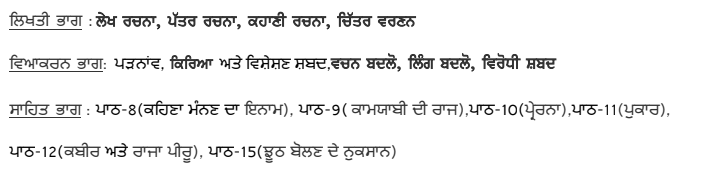 ਲਿਖਤੀ ਭਾਗ : ਲੇਖ ਰਚਨਾ, ਪੱਤਰ ਰਚਨਾ, ਕਹਾਣੀ ਰਚਨਾ, ਚਿੱਤਰ ਵਰਣਨ
ਵਿਆਕਰਨ ਭਾਗ: ਪੜਨਾਂਵ, ਕਿਰਿਆ ਅਤੇ ਵਿਸ਼ੇਸ਼ਣ ਸ਼ਬਦ,ਵਚਨ ਬਦਲੋ, ਲਿੰਗ ਬਦਲੋ, ਵਿਰੋਧੀ ਸ਼ਬਦ
ਸਾਹਿਤ ਭਾਗ : ਪਾਠ-8(ਕਹਿਣਾ ਮੰਨਣ ਦਾ ਇਨਾਮ), ਪਾਠ-9( ਕਾਮਯਾਬੀ ਦੀ ਰਾਜ),ਪਾਠ-10(ਪ੍ਰੇਰਨਾ),ਪਾਠ-11(ਪੁਕਾਰ),
ਪਾਠ-12(ਕਬੀਰ ਅਤੇ ਰਾਜਾ ਪੀਰੂ), ਪਾਠ-15(ਝੂਠ ਬੋਲਣ ਦੇ ਨੁਕਸਾਨ)